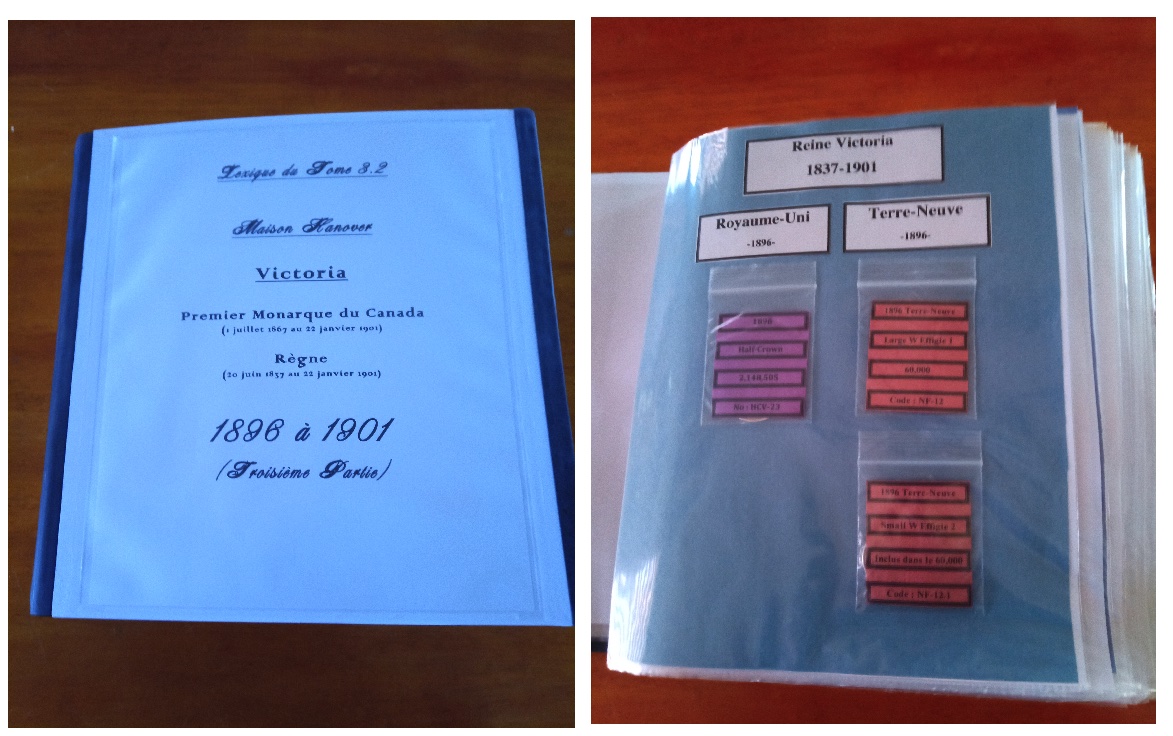 Lexique du Tome 3.2
Maison Hanover
Victoria
Premier Monarque du Canada
(1 juillet 1867 au 22 janvier 1901)
Règne
(20 juin 1837 au 22 janvier 1901)
1896 à 1901
(Troisième Partie)
Reine Victoria
1837-1901
Royaume-Uni
-1896-
Terre-Neuve
-1896-
1896
Half-Crown
2,148,505
No : HCV-23
1896 Terre-Neuve
Large W Effigie 1
60,000
Code : NF-12
1896 Terre-Neuve
Small W Effigie 2
Inclus dans le 60,000
Code : NF-12.1